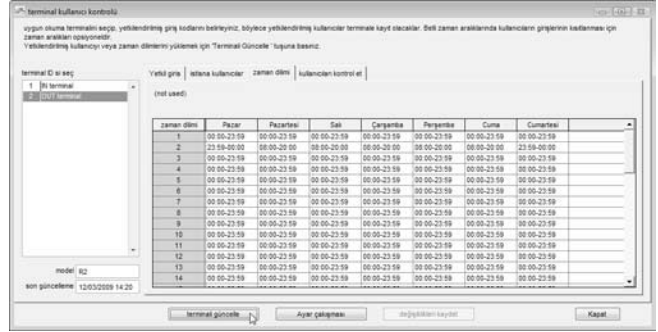 terminal kullanıcı kontrolü
uygun okuma terminalini seçip, yetkilendirilmiş giriş kodlarını belirleyiniz, böylece yetkilendirilmiş kullanıcılar terminale kayıt olacaklar. Belli zaman aralıklarında kullanıcıların girişlerinin kısıtlanması için
zaman aralıkları opsiyoneldir.
Yetkilendirilmiş kullanıcıyı veya zaman dilimlerini yüklemek için "Terminali Güncelle" tuşuna basınız.
terminal ID si seç
1 IN terminal
2 OUT terminal
model R2
son güncelleme 12/03/2009 14:20
Yetkil giris istisna kullanıcılar zaman dilimi kullanıcıları kontrol et
(not used)
zaman dilimi Pazar Pazartesi Salı Çarşamba Perşembe Cuma Cumartesi
1 00:00-23:59 00:00-23:59 00:00-23:59 00:00-23:59 00:00-23:59 00:00-23:59 00:00-23:59
2 23:59-00:00 08:00-20:00 08:00-20:00 08:00-20:00 08:00-20:00 08:00-20:00 23:59-00:00
3 00:00-23:59 00:00-23:59 00:00-23:59 00:00-23:59 00:00-23:59 00:00-23:59 00:00-23:59
4 00:00-23:59 00:00-23:59 00:00-23:59 00:00-23:59 00:00-23:59 00:00-23:59 00:00-23:59
5 00:00-23:59 00:00-23:59 00:00-23:59 00:00-23:59 00:00-23:59 00:00-23:59 00:00-23:59
6 00:00-23:59 00:00-23:59 00:00-23:59 00:00-23:59 00:00-23:59 00:00-23:59 00:00-23:59
7 00:00-23:59 00:00-23:59 00:00-23:59 00:00-23:59 00:00-23:59 00:00-23:59 00:00-23:59
8 00:00-23:59 00:00-23:59 00:00-23:59 00:00-23:59 00:00-23:59 00:00-23:59 00:00-23:59
9 00:00-23:59 00:00-23:59 00:00-23:59 00:00-23:59 00:00-23:59 00:00-23:59 00:00-23:59
10 00:00-23:59 00:00-23:59 00:00-23:59 00:00-23:59 00:00-23:59 00:00-23:59 00:00-23:59
11 00:00-23:59 00:00-23:59 00:00-23:59 00:00-23:59 00:00-23:59 00:00-23:59 00:00-23:59
12 00:00-23:59 00:00-23:59 00:00-23:59 00:00-23:59 00:00-23:59 00:00-23:59 00:00-23:59
13 00:00-23:59 00:00-23:59 00:00-23:59 00:00-23:59 00:00-23:59 00:00-23:59 00:00-23:59
14 00:00-23:59 00:00-23:59 00:00-23:59 00:00-23:59 00:00-23:59 00:00-23:59 00:00-23:59
terminali güncelle Ayar çakışması değişiklikleri kaydet Kapat